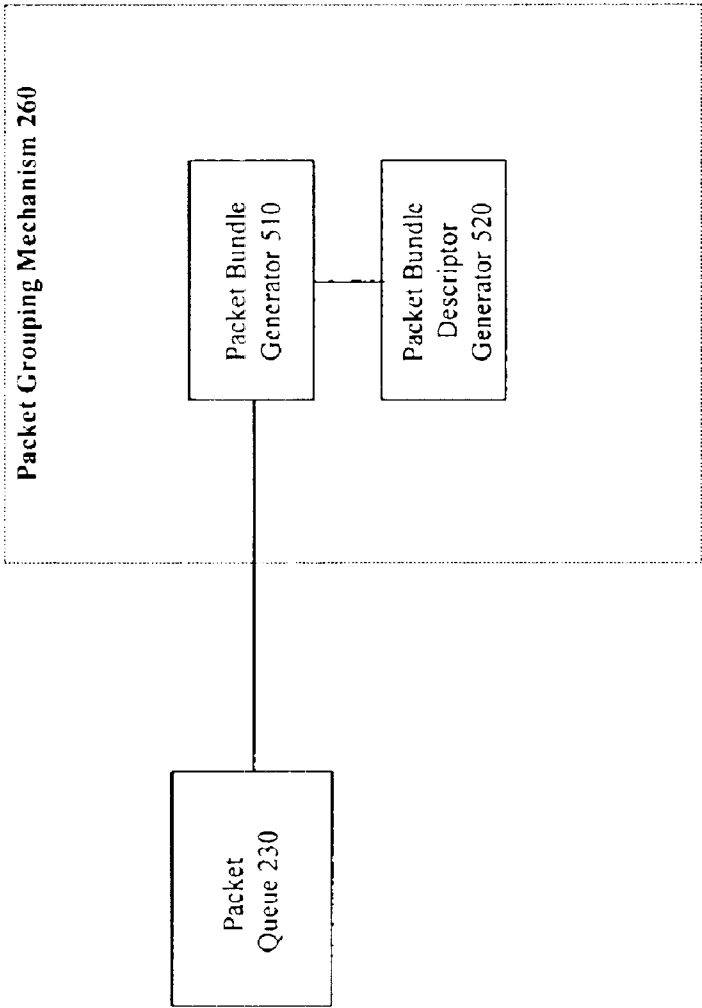 Packet Grouping Mechanism 260
Packet
Queue 230
Packet Bundle
Generator 510
Packet Bundle
Descriptor
Generator 520